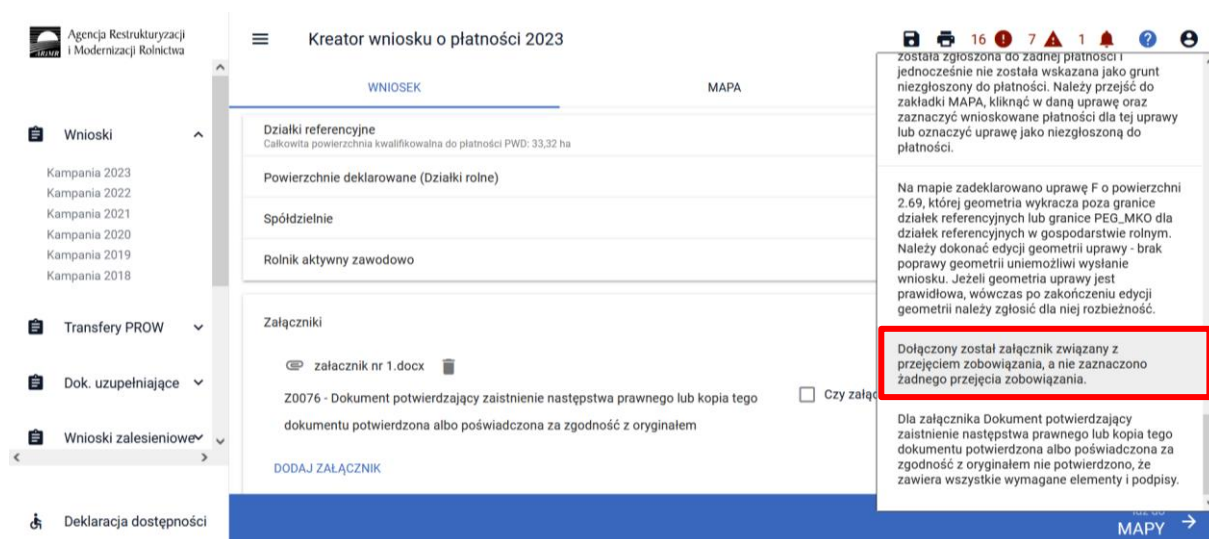 Agencja Restrukturyzacji
i Modernizacji Rolnictwa
ARiMR
Kreator wniosku o płatności 2023
16
7
1
WNIOSEK
MAPA
Wnioski
Kampania 2023
Kampania 2022
Kampania 2021
Kampania 2020
Kampania 2019
Kampania 2018
Transfery PROW
Dok. uzupełniające
Wnioski zalesieniowe
Deklaracja dostępności
Działki referencyjne
Całkowita powierzchnia kwalifikowalna do płatności PWD: 33,32 ha
Powierzchnie deklarowane (Działki rolne)
Spółdzielnie
Rolnik aktywny zawodowo
Załączniki
załacznik nr 1.docx
Z0076 - Dokument potwierdzający zaistnienie następstwa prawnego lub kopia tego
dokumentu potwierdzona albo poświadczona za zgodność z oryginałem
Czy załąc
DODAJ ZAŁĄCZNIK
została zgłoszona do żadnej płatności i
jednocześnie nie została wskazana jako grunt
niezgłoszony do płatności. Należy przejść do
zakładki MAPA, kliknąć w daną uprawę oraz
zaznaczyć wnioskowane płatności dla tej uprawy
lub oznaczyć uprawę jako niezgłoszoną do
płatności.
Na mapie zadeklarowano uprawę F o powierzchni
2.69, której geometria wykracza poza granice
działek referencyjnych lub granice PEG_MKO dla
działek referencyjnych w gospodarstwie rolnym.
Należy dokonać edycji geometrii uprawy - brak
poprawy geometrii uniemożliwi wysłanie
wniosku. Jeżeli geometria uprawy jest
prawidłowa, wówczas po zakończeniu edycji
geometrii należy zgłosić dla niej rozbieżność.
Dołączony został załącznik związany z
przejęciem zobowiązania, a nie zaznaczono
żadnego przejęcia zobowiązania.
Dla załącznika Dokument potwierdzający
zaistnienie następstwa prawnego lub kopia tego
dokumentu potwierdzona albo poświadczona za
zgodność z oryginałem nie potwierdzono, że
zawiera wszystkie wymagane elementy i podpisy.
MAPY